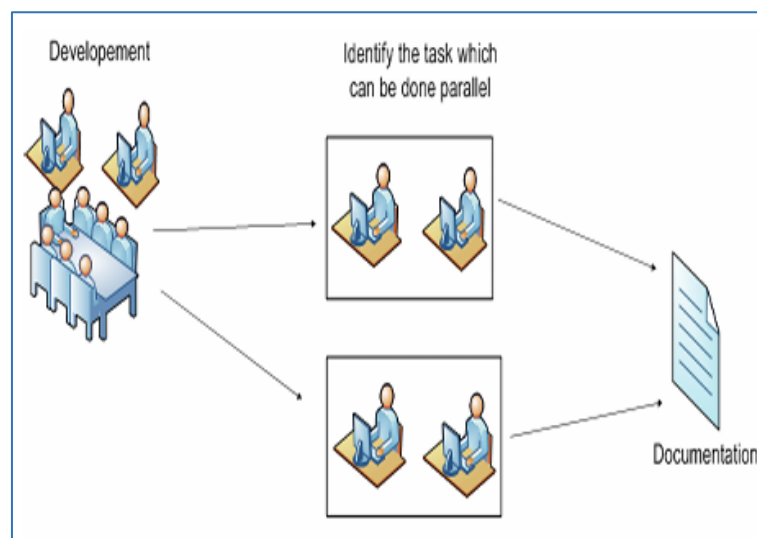 Developement
Identify the task which
can be done parallel
Documentation